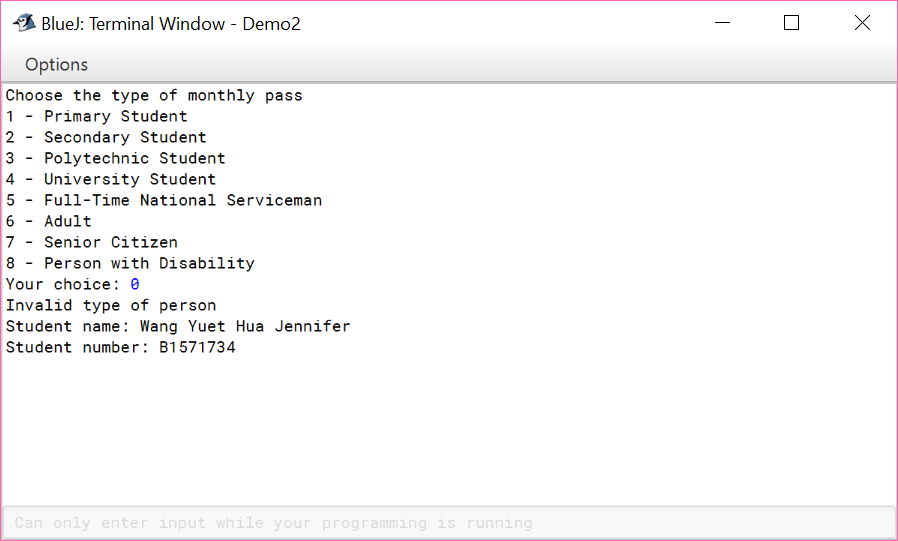 BlueJ: Terminal Window - Demo2
Options
Choose the type of monthly pass
1 - Primary Student
2 - Secondary Student
3 - Polytechnic Student
4 - University Student
5 - Full-Time National Serviceman
6 - Adult
7 - Senior Citizen
8 - Person with Disability
Your choice: 0
Invalid type of person
Student name: Wang Yuet Hua Jennifer
Student number: B1571734
Can only enter input while your programming is running